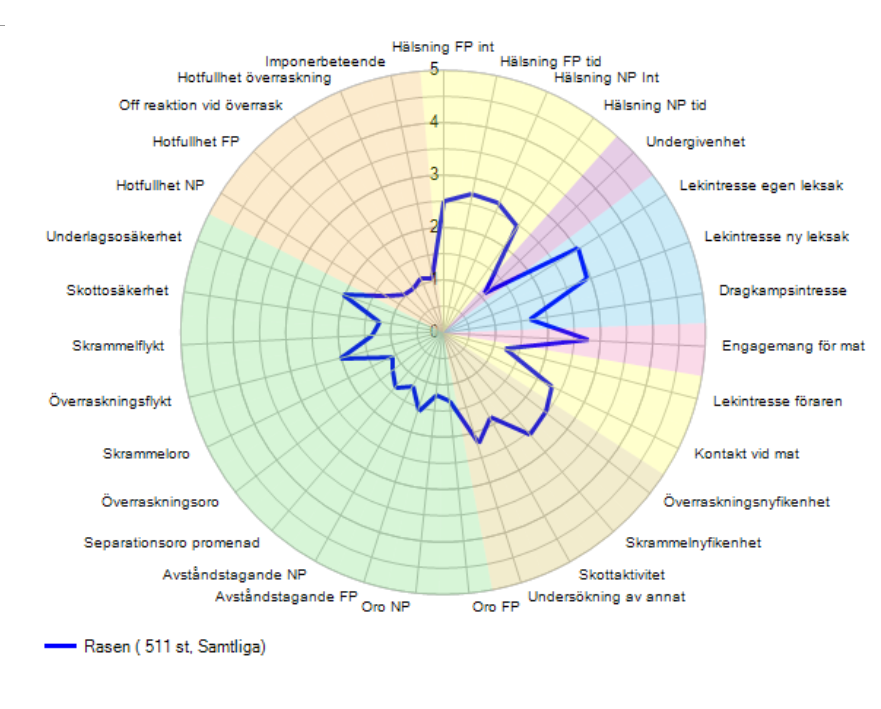 Hälsning FP int
Hälsning FP tid
Hälsning NP Int
Hälsning NP tid
Undergivenhet
Lekintresse egen leksak
Lekintresse ny leksak
Dragkampsintresse
Engagemang för mat
Lekintresse föraren
Kontakt vid mat
Överraskningsnyfikenhet
Skrammelnyfikenhet
Skottaktivitet
Undersökning av annat
Oro FP
Oro NP
Avståndstagande FP
Avståndstagande NP
Separationsoro promenad
Överraskningsoro
Skrammeloro
Överraskningsflykt
Skrammelflykt
Skottosäkerhet
Underlagsosäkerhet
Hotfullhet NP
Hotfullhet FP
Off reaktion vid överrask
Hotfullhet överraskning
Imponerbeteende
5
4
3
2
1
0
Rasen ( 511 st, Samtliga)